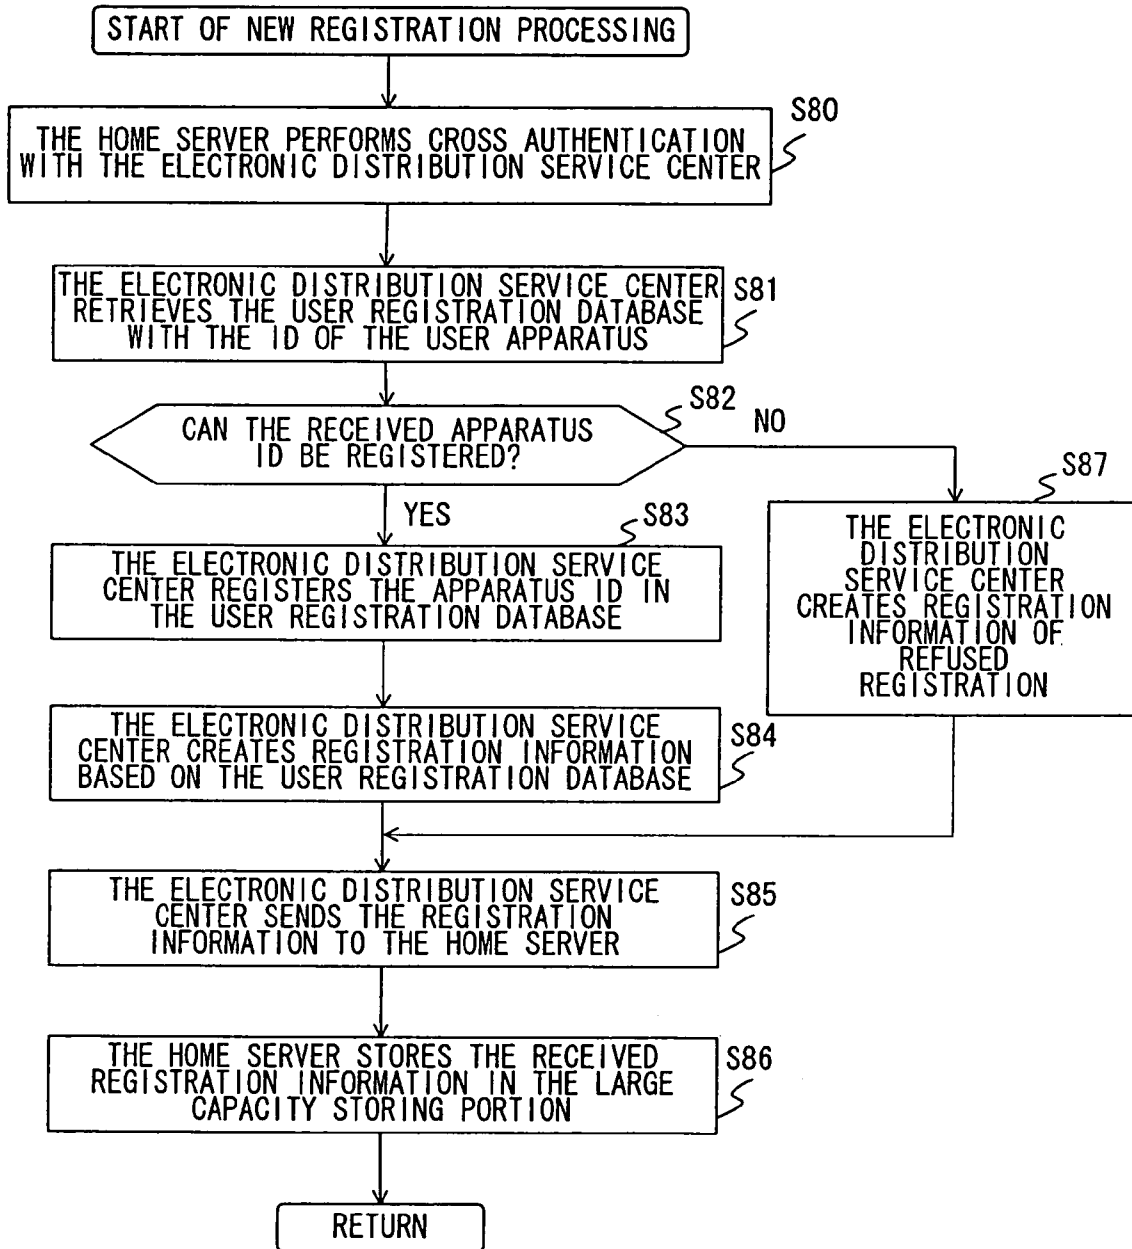 START OF NEW REGISTRATION PROCESSING
S80
THE HOME SERVER PERFORMS CROSS AUTHENTICATION
WITH THE ELECTRONIC DISTRIBUTION SERVICE CENTER
THE ELECTRONIC DISTRIBUTION SERVICE CENTER
RETRIEVES THE USER REGISTRATION DATABASE
WITH THE ID OF THE USER APPARATUS
S81
S82
CAN THE RECEIVED APPARATUS
ID BE REGISTERED?
NO
YES
S83
THE ELECTRONIC DISTRIBUTION SERVICE
CENTER REGISTERS THE APPARATUS ID IN
THE USER REGISTRATION DATABASE
S87
THE ELECTRONIC
DISTRIBUTION
SERVICE CENTER
CREATES REGISTRATION
INFORMATION OF
REFUSED
REGISTRATION
THE ELECTRONIC DISTRIBUTION SERVICE
CENTER CREATES REGISTRATION INFORMATION
BASED ON THE USER REGISTRATION DATABASE
S84
THE ELECTRONIC DISTRIBUTION SERVICE
CENTER SENDS THE REGISTRATION
INFORMATION TO THE HOME SERVER
S85
THE HOME SERVER STORES THE RECEIVED
REGISTRATION INFORMATION IN THE LARGE
CAPACITY STORING PORTION
S86
RETURN